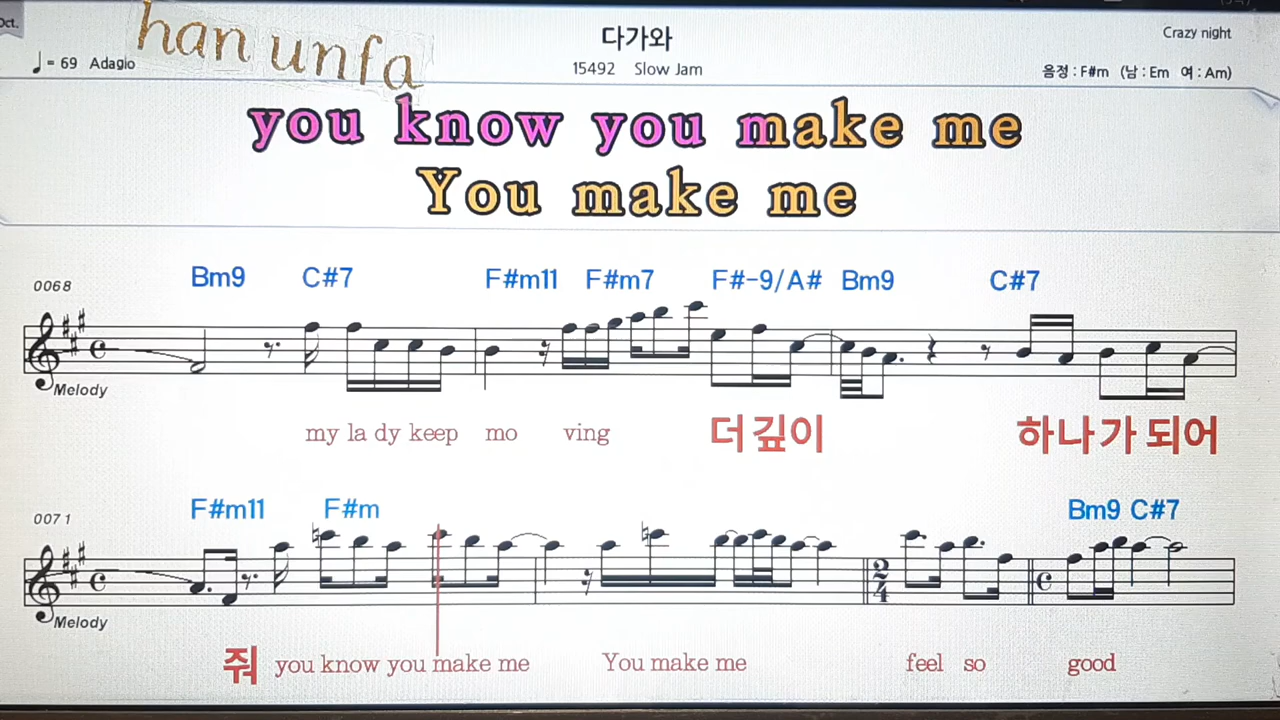 Oct.
han unfa
다가와
Crazy night
♩= 69 Adagio
15492 Slow Jam
음정 : F#m (남 : Em 여 : Am)
you know you make me
You make me
0068 Bm9 C#7 F#m11 F#m7 F#-9/A# Bm9 C#7
Melody
my la dy keep mo ving 더 깊이 하나가 되어
0071 F#m11 F#m Bm9 C#7
2/4
Melody
줘 you know you make me You make me feel so good